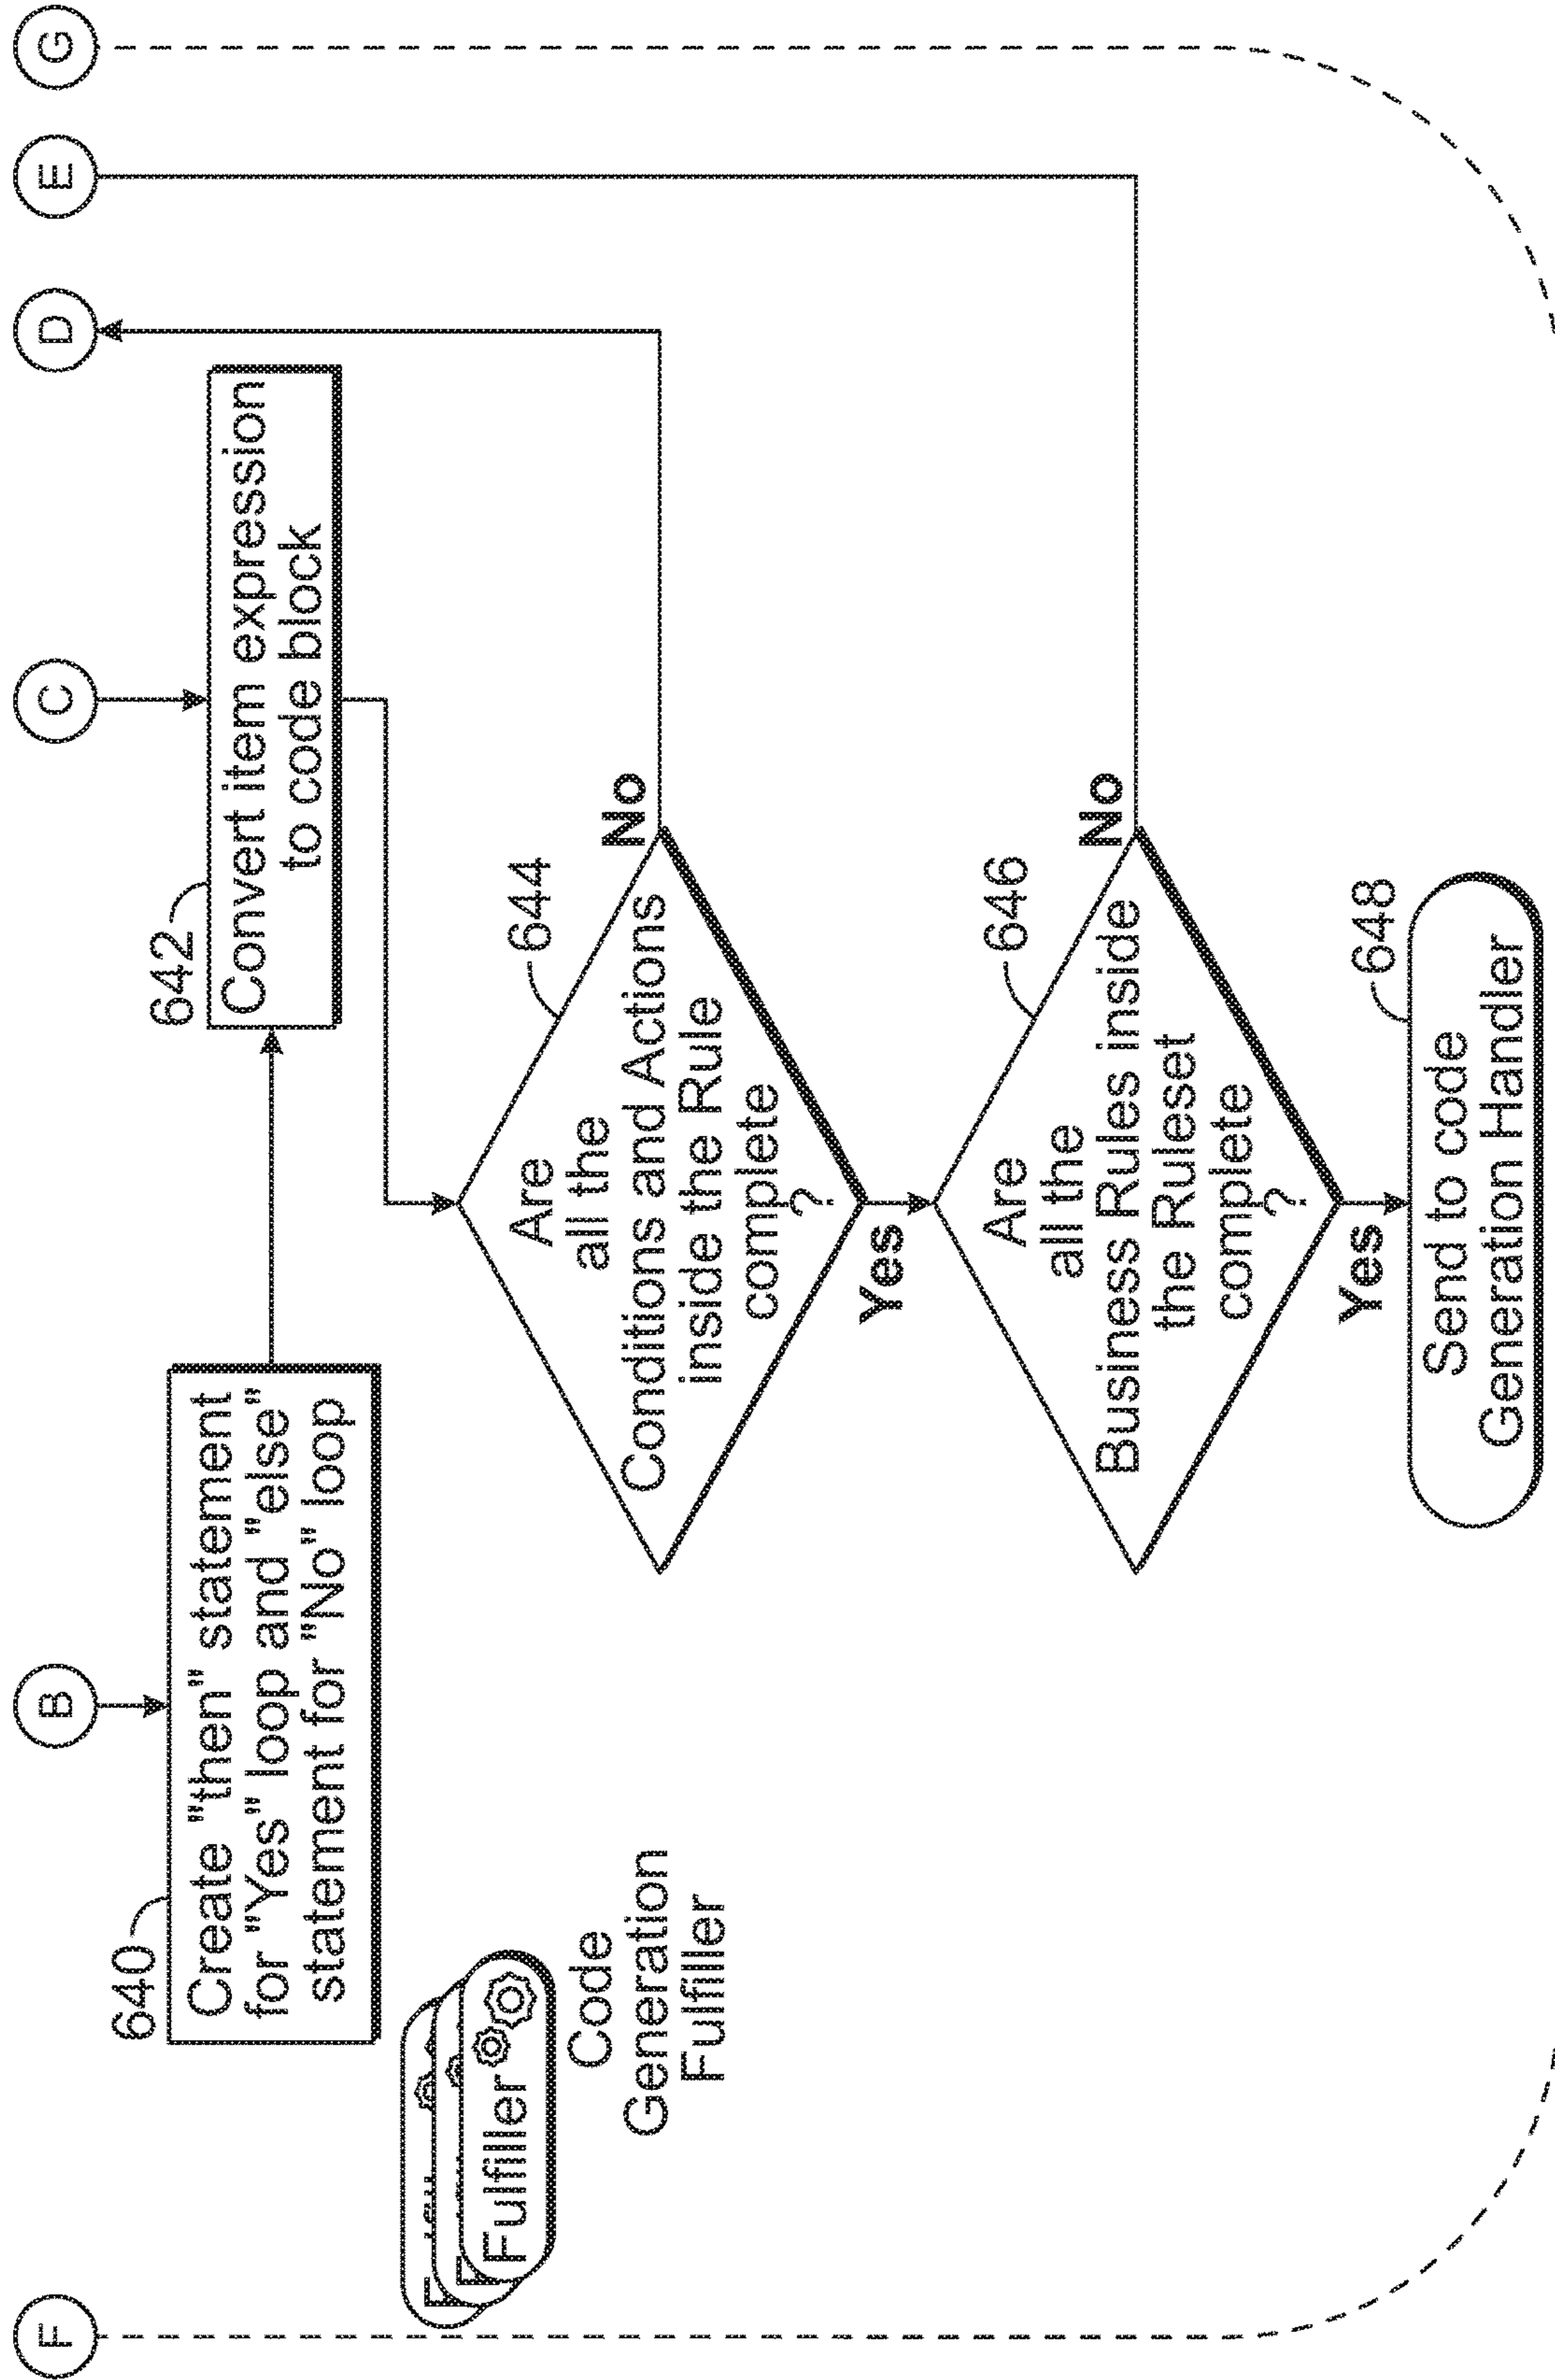 F
B
C
D
E
G
640
Create "then" statement
for "Yes" loop and "else"
statement for "No" loop
642
Convert item expression
to code block
Fulfiller
Code
Generation
Fulfiller
644
Are
all the
Conditions and Actions
inside the Rule
complete
?
No
Yes
646
Are
all the
Business Rules inside
the Ruleset
complete
?
No
Yes
648
Send to code
Generation Handler